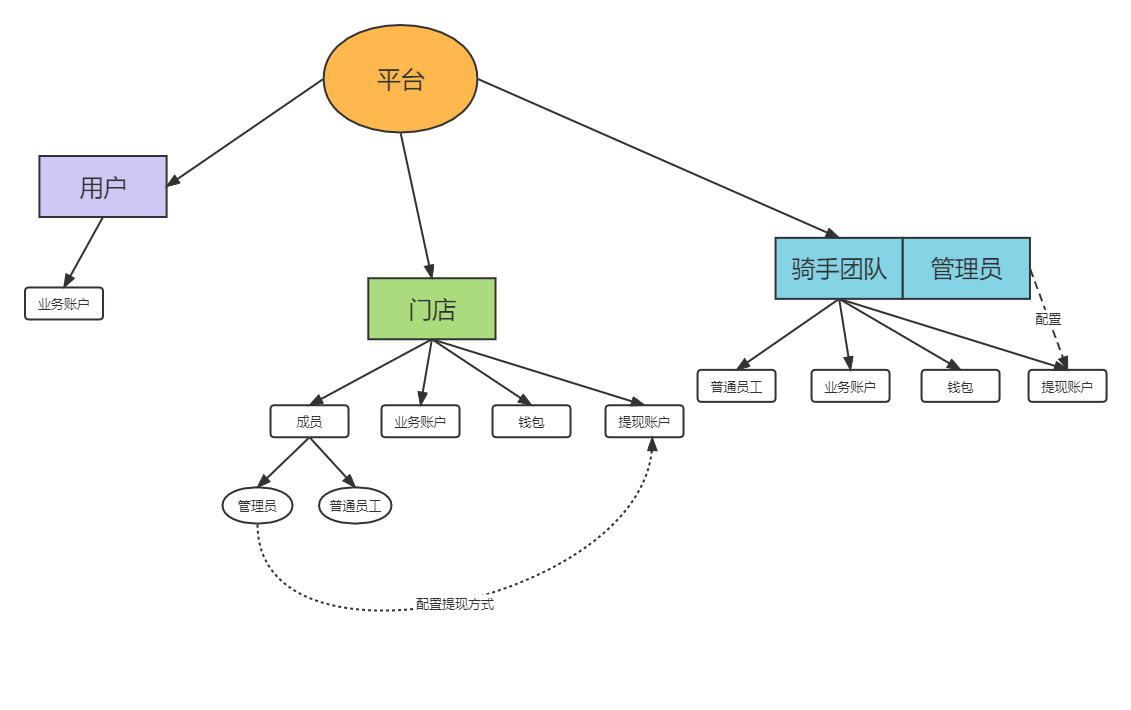 平台
用户
业务账户
门店
成员
业务账户
钱包
提现账户
管理员
普通员工
配置提现方式
骑手团队
管理员
配置
普通员工
业务账户
钱包
提现账户